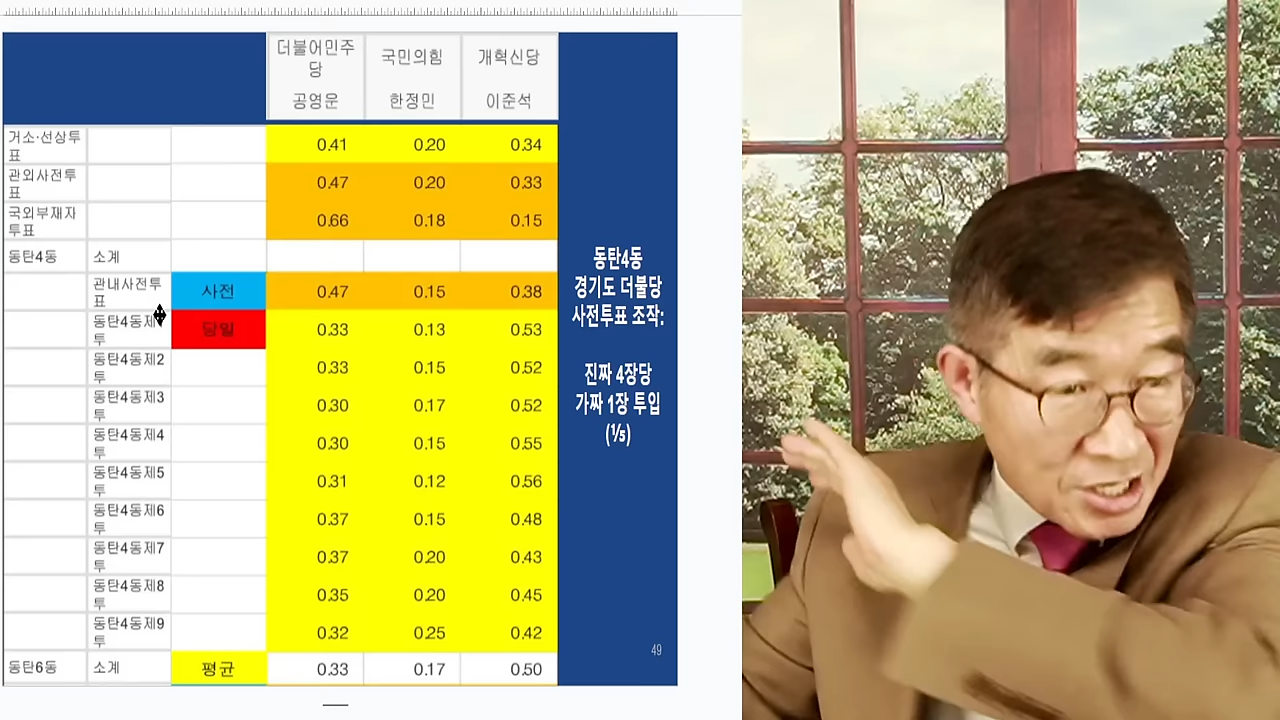 더불어민주
당
공영운
국민의힘
한정민
개혁신당
이준석
거소·선상투
표
0.41 0.20 0.34
관외사전투
표
0.47 0.20 0.33
국외부재자
투표
0.66 0.18 0.15
동탄4동 소계
관내사전투
표
사전 0.47 0.15 0.38
동탄4동제
투
당일 0.33 0.13 0.53
동탄4동제2
투
0.33 0.15 0.52
동탄4동제3
투
0.30 0.17 0.52
동탄4동제4
투
0.30 0.15 0.55
동탄4동제5
투
0.31 0.12 0.56
동탄4동제6
투
0.37 0.15 0.48
동탄4동제7
투
0.37 0.20 0.43
동탄4동제8
투
0.35 0.20 0.45
동탄4동제9
투
0.32 0.25 0.42
동탄6동 소계 평균 0.33 0.17 0.50
동탄4동
경기도 더불당
사전투표 조작:
진짜 4장당
가짜 1장 투입
(⅕)
49